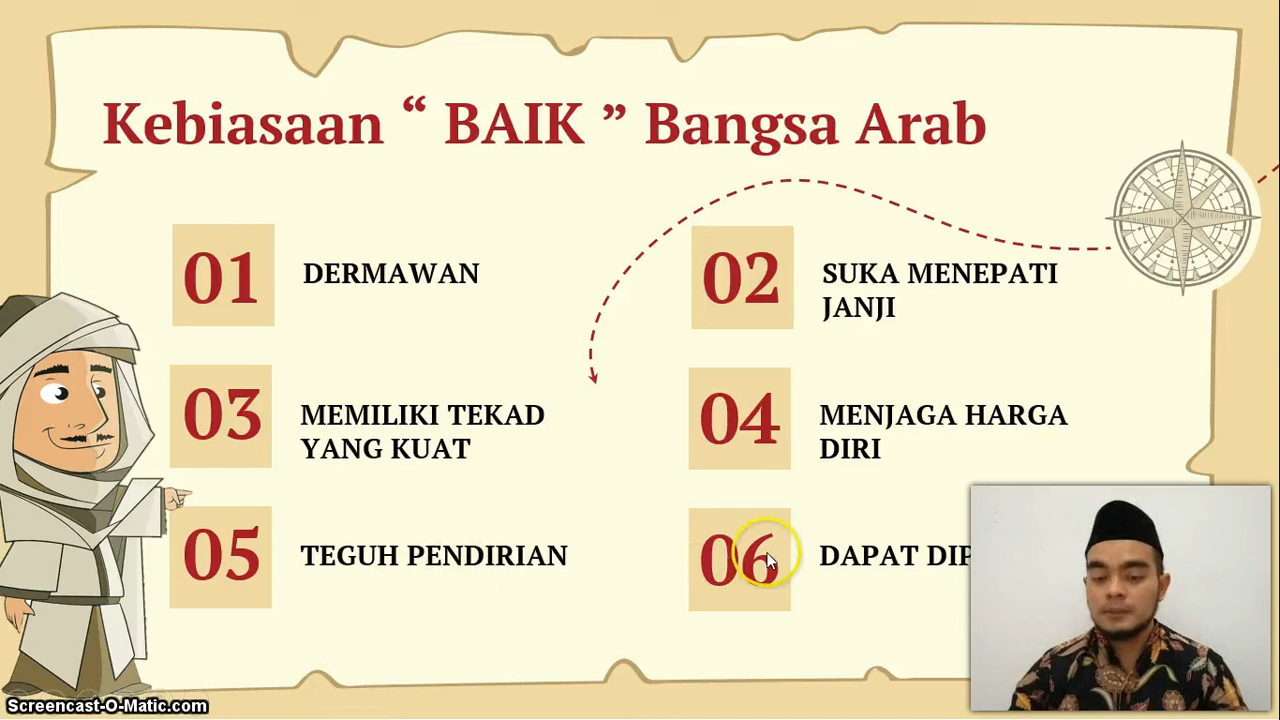 Kebiasaan “ BAIK ” Bangsa Arab
01
DERMAWAN
02
SUKA MENEPATI
JANJI
03
MEMILIKI TEKAD
YANG KUAT
04
MENJAGA HARGA
DIRI
05
TEGUH PENDIRIAN
06
DAPAT
Screencast-O-Matic.com